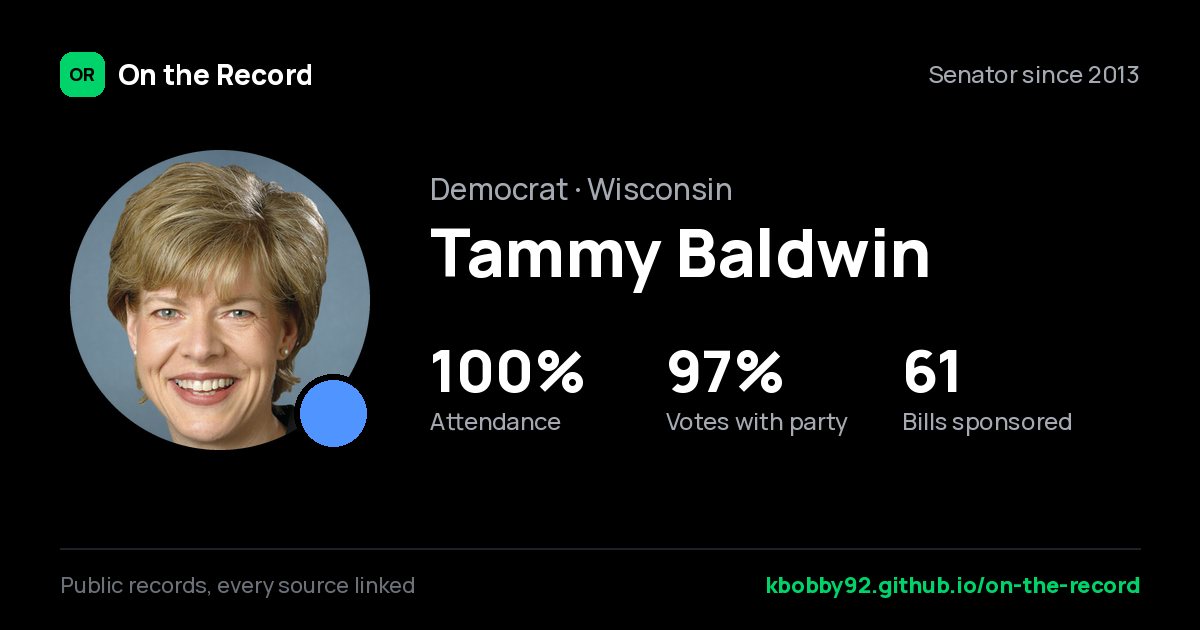 OR On the Record
Senator since 2013
Democrat · Wisconsin
Tammy Baldwin
100% 97% 61
Attendance Votes with party Bills sponsored
Public records, every source linked
kbobby92.github.io/on-the-record